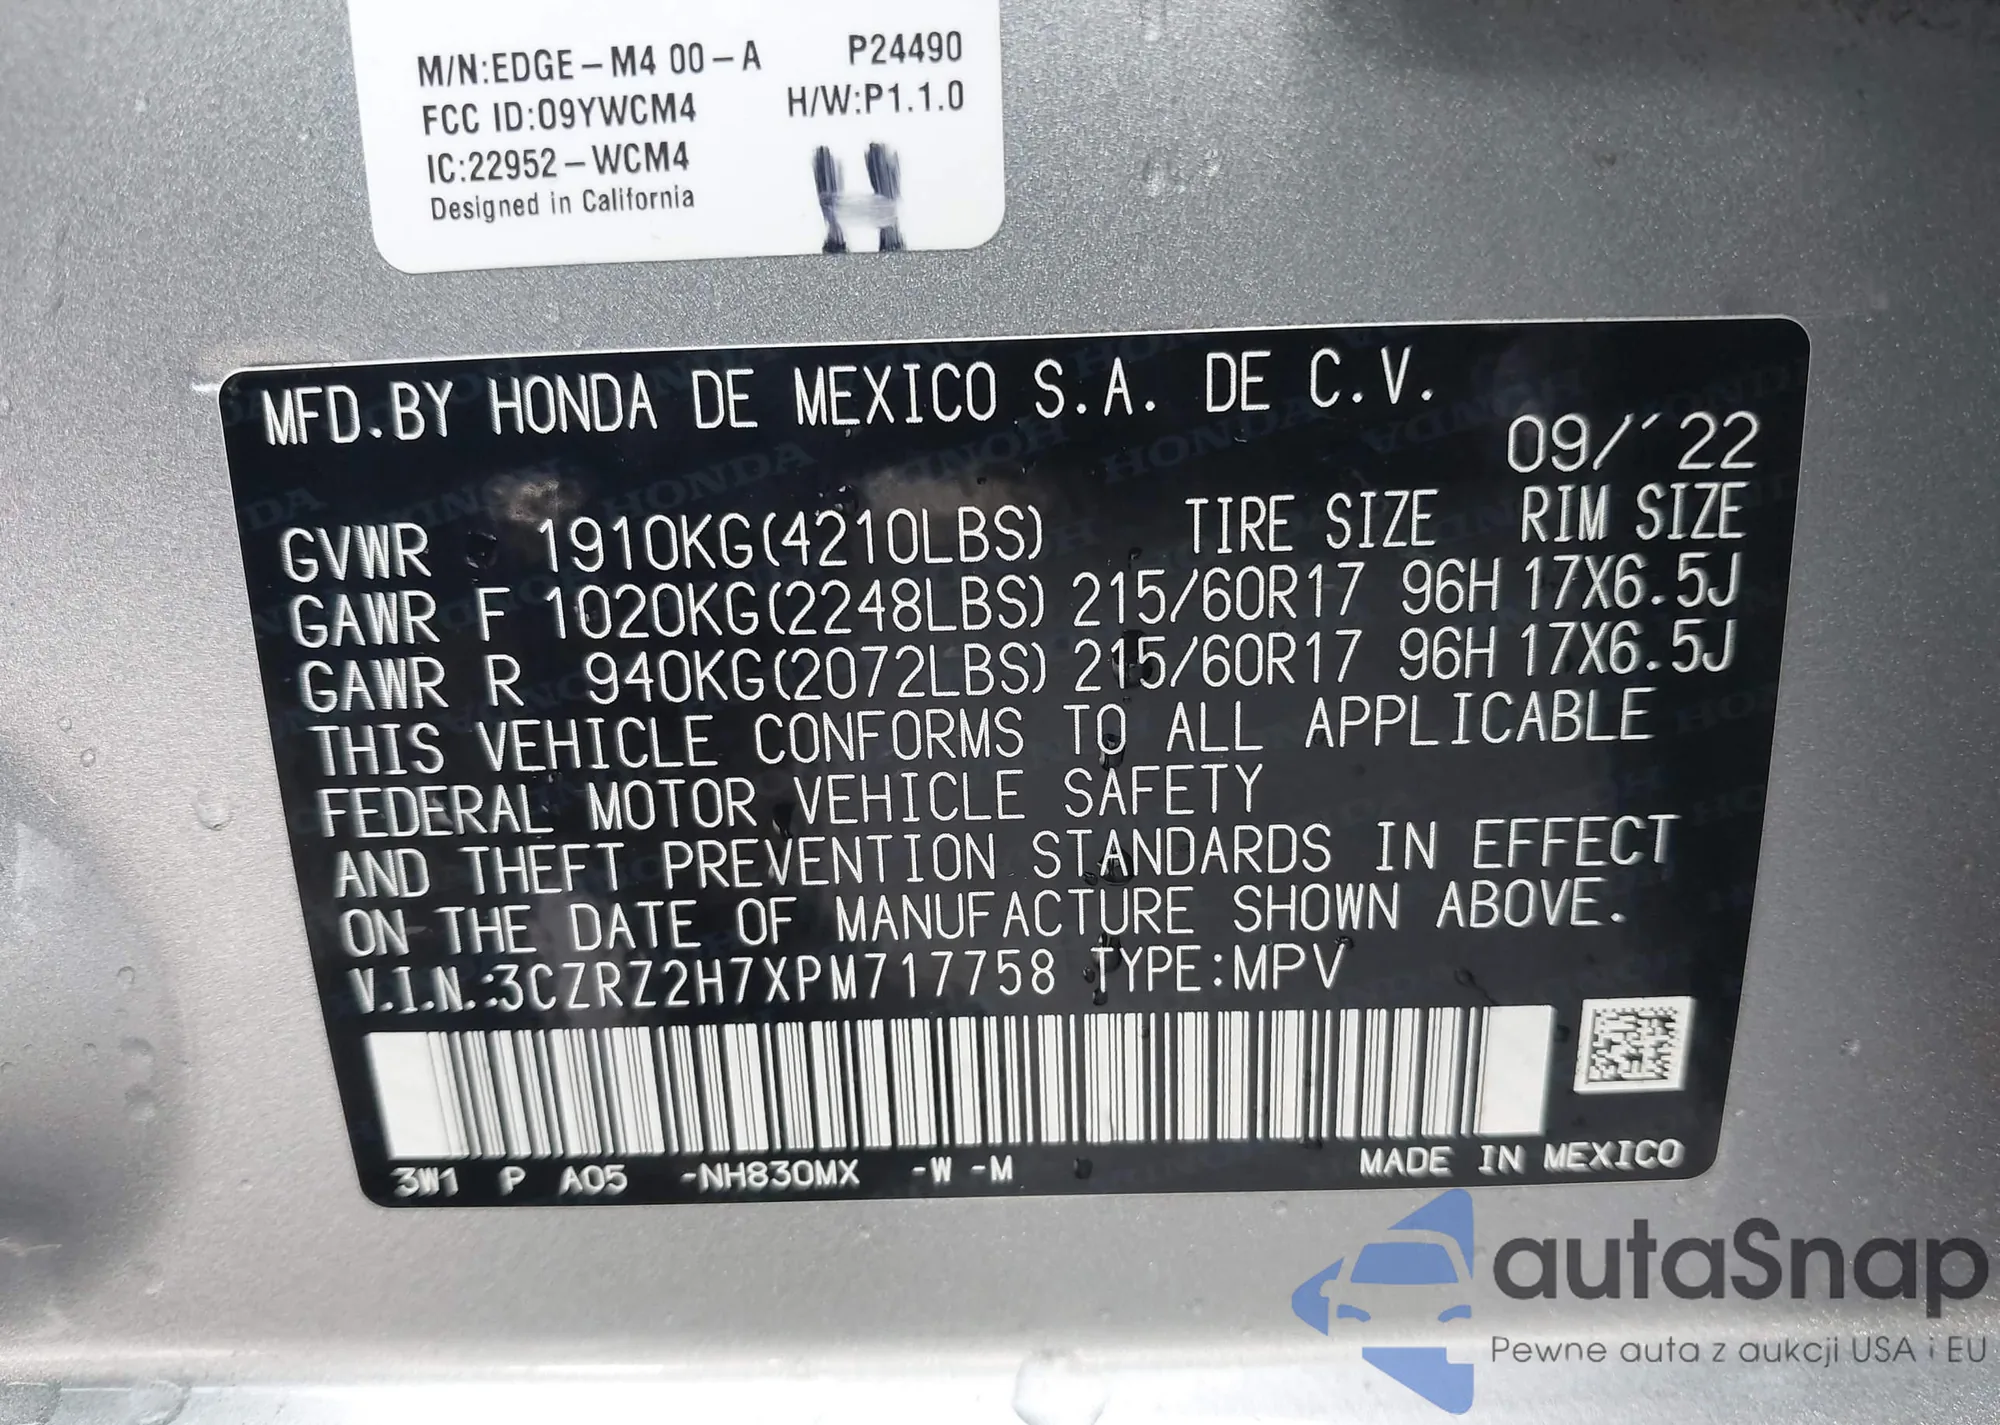 M/N:EDGE-M4 00-A P24490
FCC ID:O9YWCM4 H/W:P1.1.0
IC:22952-WCM4
Designed in California
MFD.BY HONDA DE MEXICO S.A. DE C.V.
09/'22
GVWR 1910KG(4210LBS) TIRE SIZE RIM SIZE
GAWR F 1020KG(2248LBS) 215/60R17 96H 17X6.5J
GAWR R 940KG(2072LBS) 215/60R17 96H 17X6.5J
THIS VEHICLE CONFORMS TO ALL APPLICABLE
FEDERAL MOTOR VEHICLE SAFETY
AND THEFT PREVENTION STANDARDS IN EFFECT
ON THE DATE OF MANUFACTURE SHOWN ABOVE.
V.I.N.:3CZRZ2H7XPM717758 TYPE:MPV
3W1 P A05 -NH830MX -W -M MADE IN MEXICO
autaSnap
Pewne auta z aukcji USA i EU